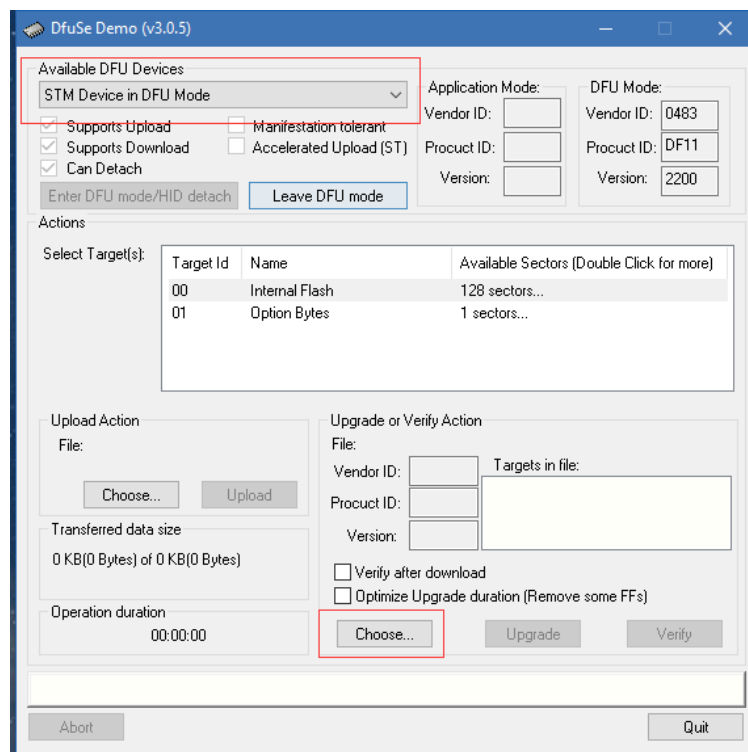 DfuSe Demo (v3.0.5)
Available DFU Devices
STM Device in DFU Mode
Supports Upload
Manifestation tolerant
Supports Download
Accelerated Upload (ST)
Can Detach
Enter DFU mode/HID detach
Leave DFU mode
Application Mode:
Vendor ID:
Procuct ID:
Version:
DFU Mode:
Vendor ID: 0483
Procuct ID: DF11
Version: 2200
Actions
Select Target(s):
Target Id Name Available Sectors (Double Click for more)
00 Internal Flash 128 sectors...
01 Option Bytes 1 sectors...
Upload Action
File:
Choose...
Upload
Transferred data size
0 KB(0 Bytes) of 0 KB(0 Bytes)
Operation duration
00:00:00
Upgrade or Verify Action
File:
Vendor ID:
Procuct ID:
Version:
Targets in file:
Verify after download
Optimize Upgrade duration (Remove some FFs)
Choose...
Upgrade
Verify
Abort
Quit